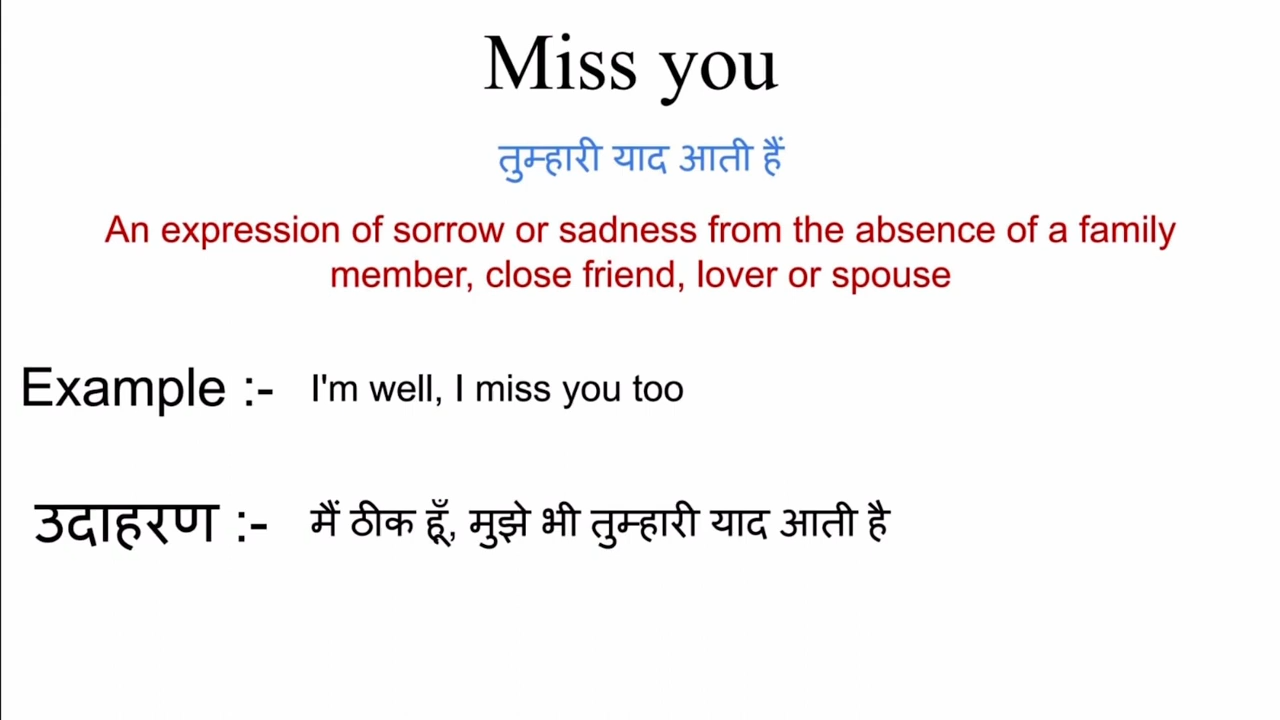 Miss you
तुम्हारी याद आती हैं
An expression of sorrow or sadness from the absence of a family
member, close friend, lover or spouse
Example :- I'm well, I miss you too
उदाहरण :- मैं ठीक हूँ, मुझे भी तुम्हारी याद आती है